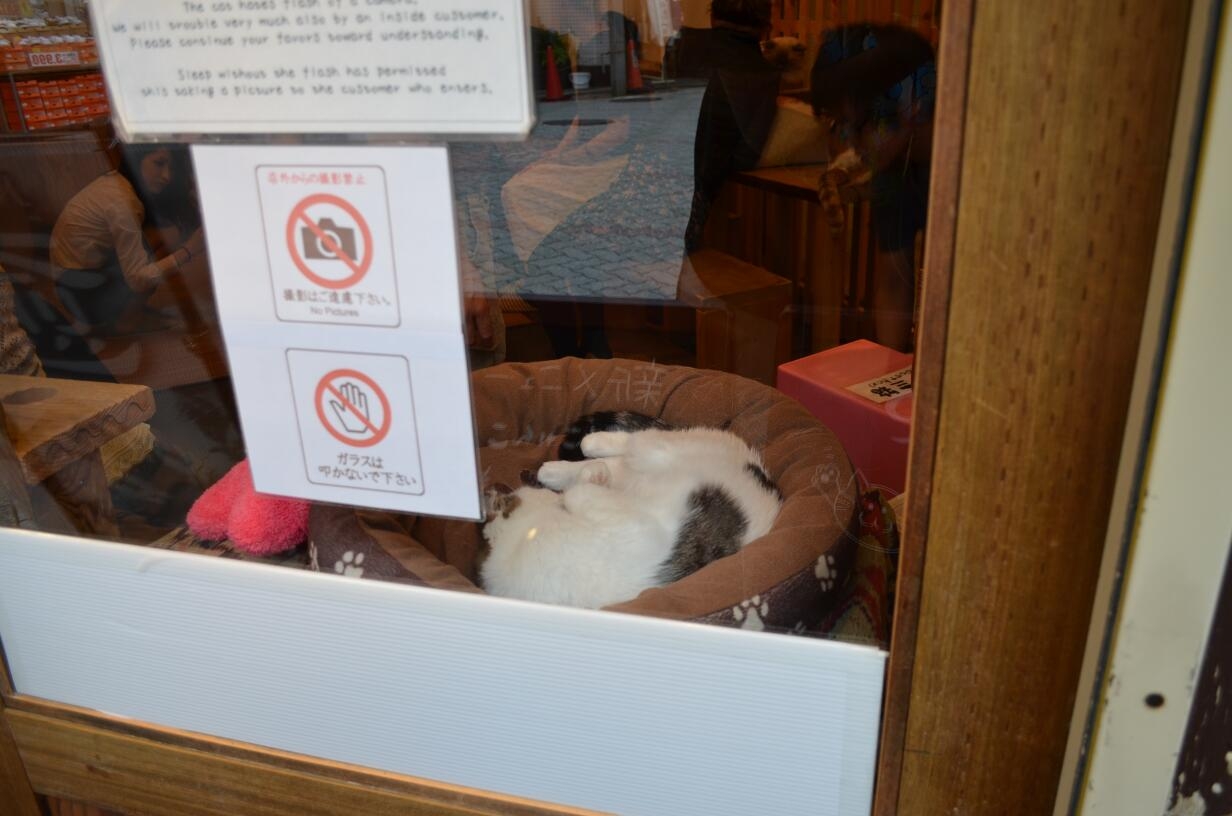 The cat hates flash of a camera.
We will trouble very much also by an inside customer.
Please continue your favors toward understanding.
Sleep without the flash has permitted
this taking a picture to the customer who enters.
3,990
店外からの撮影禁止
撮影はご遠慮下さい。
No Pictures
ガラスは
叩かないで下さい